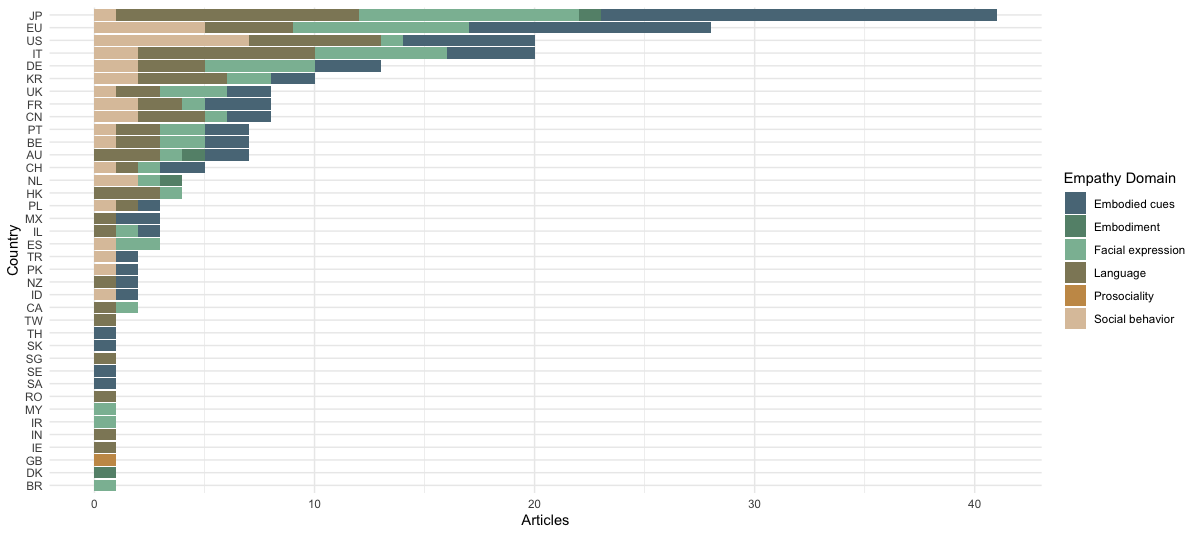 JP
EU
US
IT
DE
KR
UK
FR
CN
PT
BE
AU
CH
NL
HK
PL
MX
IL
ES
TR
PK
NZ
ID
CA
TW
TH
SK
SG
SE
SA
RO
MY
IR
IN
IE
GB
DK
BR
Country
0 10 20 30 40
Articles
Empathy Domain
Embodied cues
Embodiment
Facial expression
Language
Prosociality
Social behavior